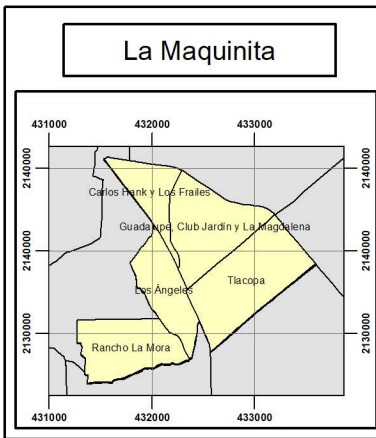 La Maquinita
431000 432000 433000
2140000 2140000
Carlos Hank y Los Frailes
Guadalupe, Club Jardín y La Magdalena
2140000 2140000
Tlacopa
Los Ángeles
2130000 2130000
Rancho La Mora
431000 432000 433000